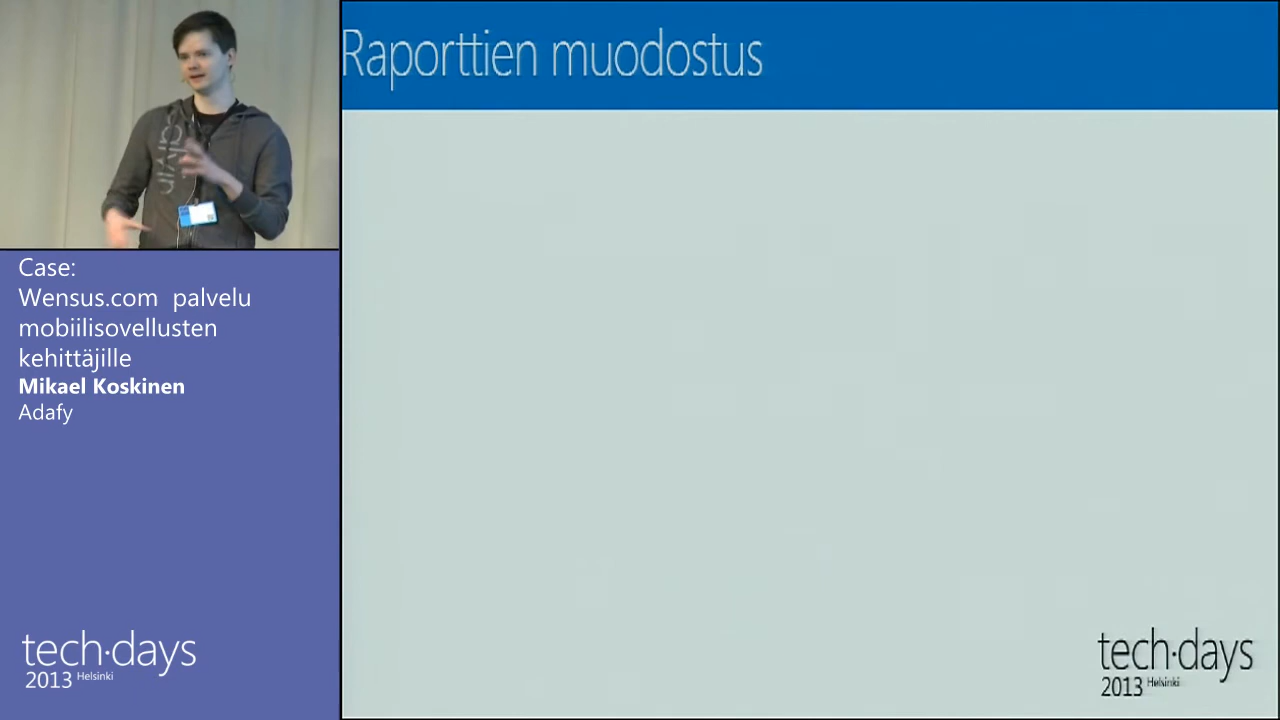 Raporttien muodostus
Case:
Wensus.com palvelu
mobiilisovellusten
kehittäjille
Mikael Koskinen
Adafy
tech·days
2013 Helsinki
tech·days
2013 Helsinki